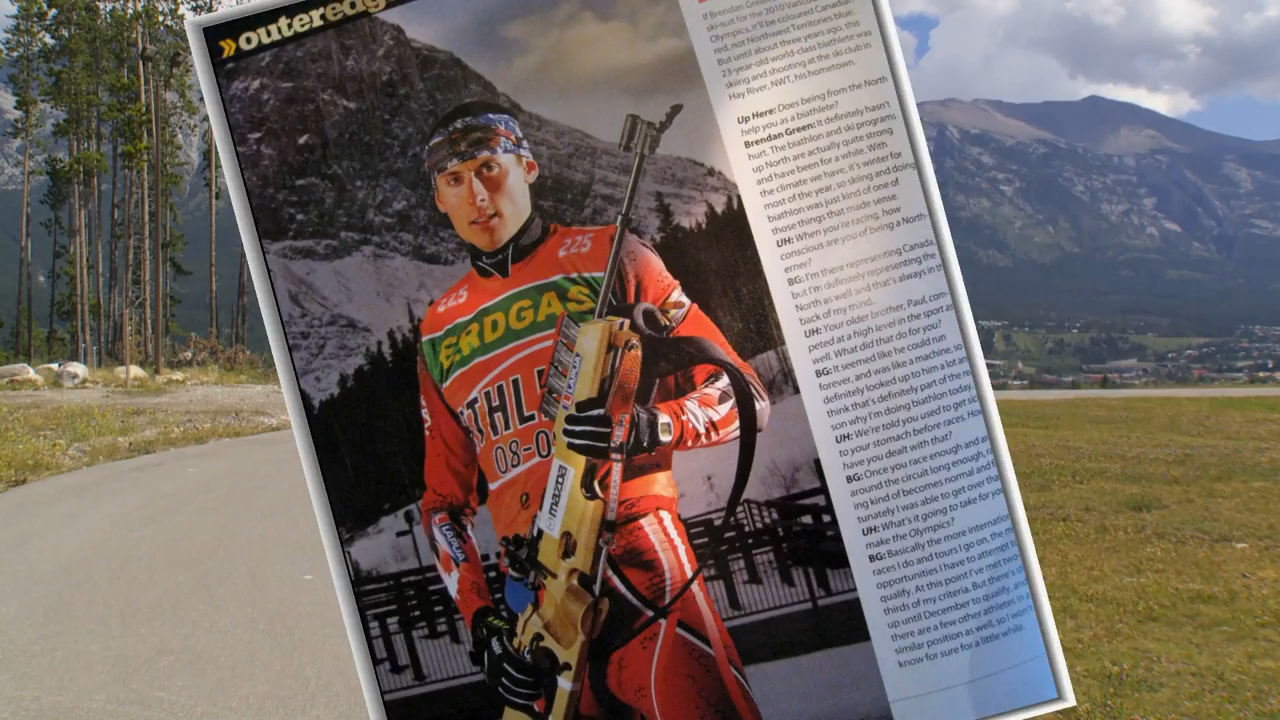 »outeredg
If Brendan Green
ski-suit for the 2010 Vancou
Olympics, it'll be coloured Canadian
red, not Northwest Territories blue.
But until about three years ago, this
23-year-old world-class biathlete was
skiing and shooting at the ski club in
Hay River, NWT, his hometown.
Up Here: Does being from the North
help you as a biathlete?
Brendan Green: It definitely hasn't
hurt. The biathlon and ski programs
up North are actually quite strong
and have been for a while. With
the climate we have, it's winter for
most of the year, so skiing and doing
biathlon was just kind of one of
those things that made sense.
UH: When you're racing, how
conscious are you of being a North-
erner?
BG: I'm there representing Canada,
but I'm definitely representing the
North as well and that's always in th
back of my mind.
UH: Your older brother, Paul, com-
peted at a high level in the sport as
well. What did that do for you?
BG: It seemed like he could run
forever, and was like a machine, so
definitely looked up to him a lot an
think that's definitely part of the re
son why I'm doing biathlon today.
UH: We're told you used to get sic
to your stomach before races. How
have you dealt with that?
BG: Once you race enough and ar
around the circuit long enough, ra
ing kind of becomes normal and f
tunately I was able to get over tha
UH: What's it going to take for you
make the Olympics?
BG: Basically the more internation
races I do and tours I go on, the m
opportunities I have to attempt to
qualify. At this point I've met two-
thirds of my criteria. But there's st
up until December to qualify, and
there are a few other athletes in a
similar position as well, so I won't
know for sure for a little while.
225
225
ERDGAS
THL
08-09
LAPUA
mazda
LAPUA